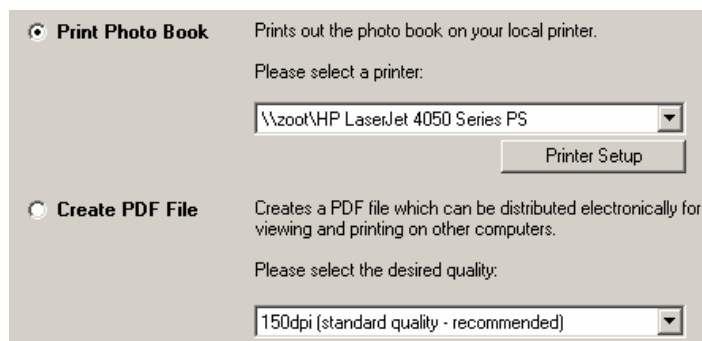 Print Photo Book
Prints out the photo book on your local printer.
Please select a printer:
\\zoot\HP LaserJet 4050 Series PS
Printer Setup
Create PDF File
Creates a PDF file which can be distributed electronically for
viewing and printing on other computers.
Please select the desired quality:
150dpi (standard quality - recommended)